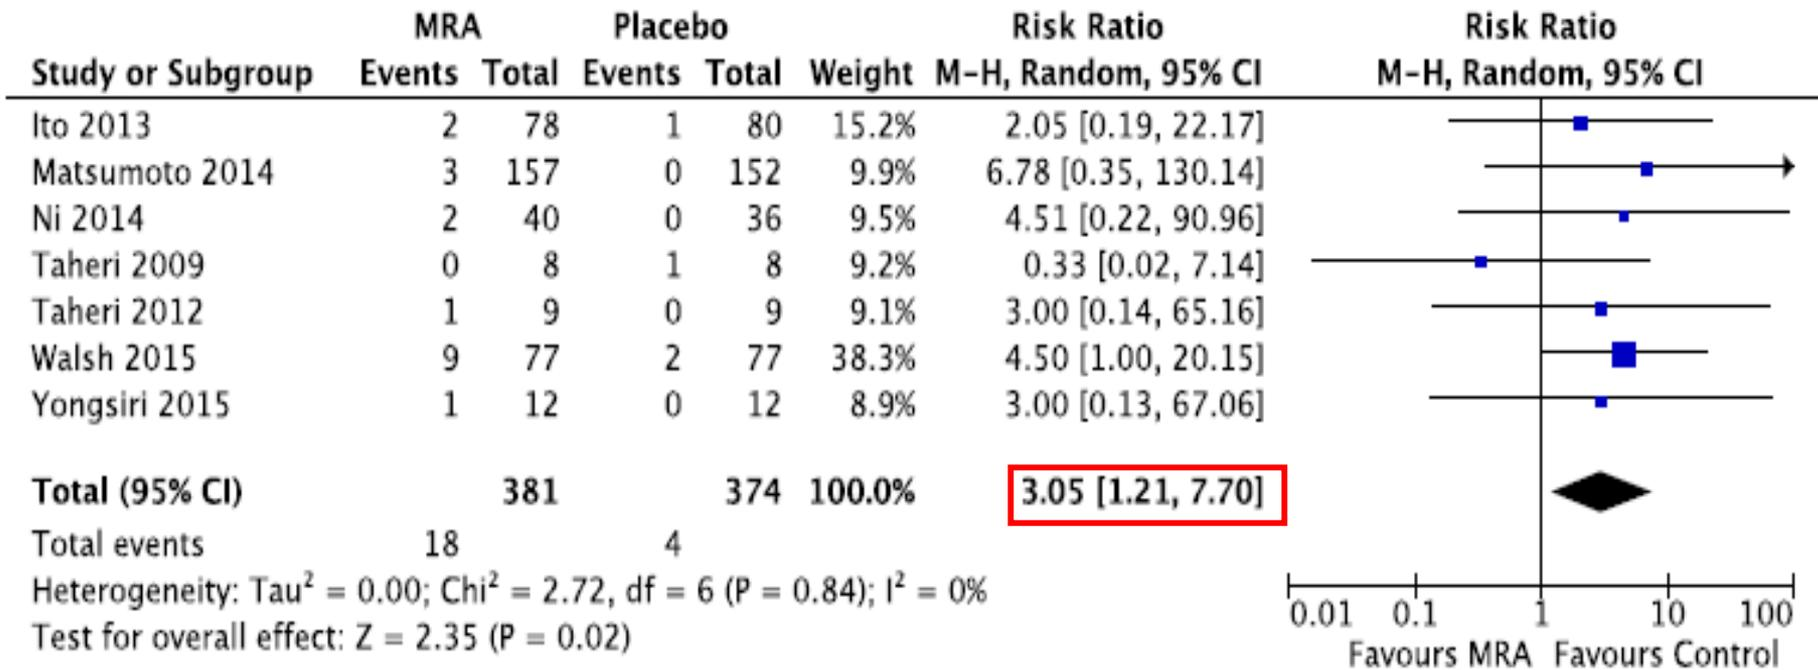 MRA Placebo Risk Ratio Risk Ratio
Study or Subgroup Events Total Events Total Weight M-H, Random, 95% CI M-H, Random, 95% CI
Ito 2013 2 78 1 80 15.2% 2.05 [0.19, 22.17]
Matsumoto 2014 3 157 0 152 9.9% 6.78 [0.35, 130.14]
Ni 2014 2 40 0 36 9.5% 4.51 [0.22, 90.96]
Taheri 2009 0 8 1 8 9.2% 0.33 [0.02, 7.14]
Taheri 2012 1 9 0 9 9.1% 3.00 [0.14, 65.16]
Walsh 2015 9 77 2 77 38.3% 4.50 [1.00, 20.15]
Yongsiri 2015 1 12 0 12 8.9% 3.00 [0.13, 67.06]
Total (95% CI) 381 374 100.0% 3.05 [1.21, 7.70]
Total events 18 4
Heterogeneity: Tau² = 0.00; Chi² = 2.72, df = 6 (P = 0.84); I² = 0%
Test for overall effect: Z = 2.35 (P = 0.02)
0.01 0.1 1 10 100
Favours MRA Favours Control